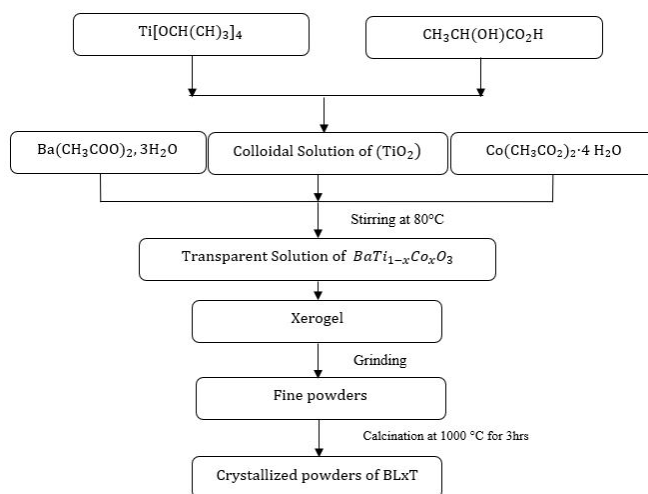 Ti[OCH(CH)₃]₄
CH₃CH(OH)CO₂H
Ba(CH₃COO)₂, 3H₂O
Colloidal Solution of (TiO₂)
Co(CH₃CO₂)₂·4 H₂O
Stirring at 80°C
Transparent Solution of BaTi₁₋ₓCoₓO₃
Xerogel
Grinding
Fine powders
Calcination at 1000 °C for 3hrs
Crystallized powders of BLxT